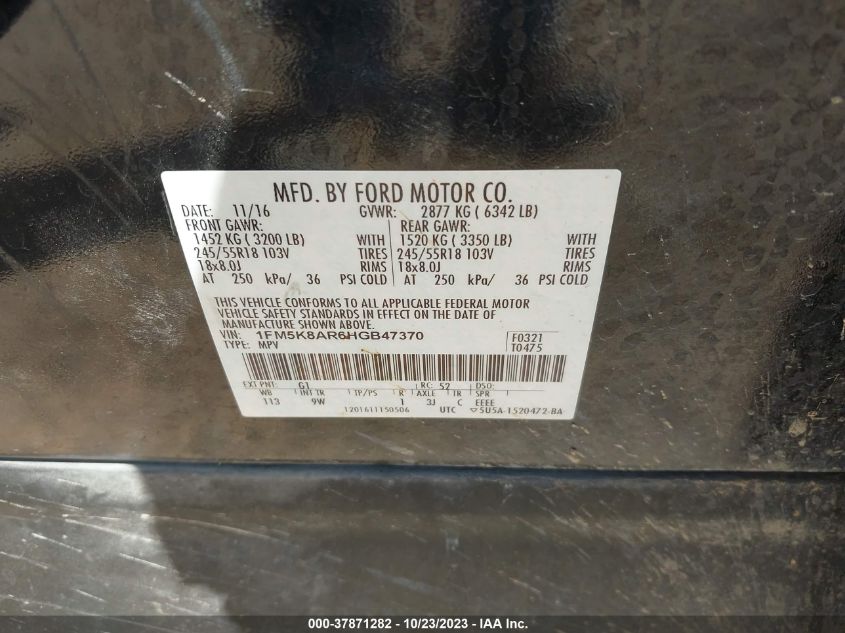 MFD. BY FORD MOTOR CO.
DATE: 11/16 GVWR: 2877 KG ( 6342 LB)
FRONT GAWR: REAR GAWR:
1452 KG ( 3200 LB) WITH 1520 KG ( 3350 LB) WITH
245/55R18 103V TIRES 245/55R18 103V TIRES
18x8.0J RIMS 18x8.0J RIMS
AT 250 kPa/ 36 PSI COLD AT 250 kPa/ 36 PSI COLD
THIS VEHICLE CONFORMS TO ALL APPLICABLE FEDERAL MOTOR
VEHICLE SAFETY STANDARDS IN EFFECT ON THE DATE OF
MANUFACTURE SHOWN ABOVE.
VIN: 1FM5K8AR6HGB47370 F0321
TYPE: MPV T0475
EXT PNT: G1 RC: 52 DSO:
WB INT TR TP/PS R AXLE TR SPR
113 9W 1 3J C EEEE
1201611150506 UTC ▽5U5A-1520472-BA
000-37871282 - 10/23/2023 - IAA Inc.